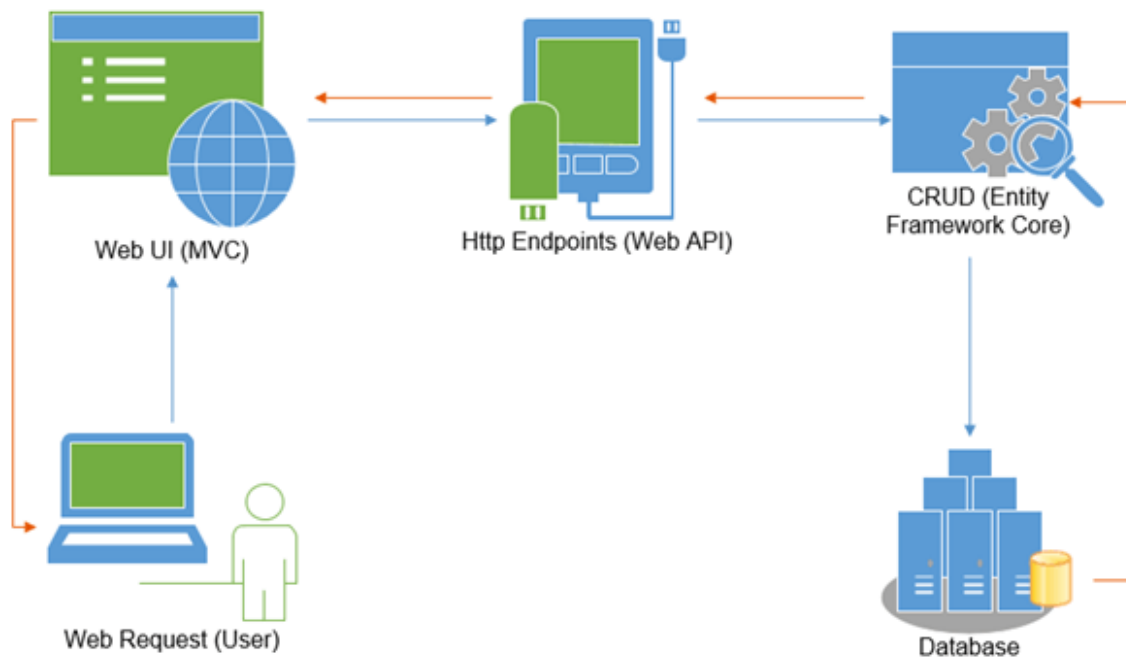 Web UI (MVC)
Http Endpoints (Web API)
CRUD (Entity
Framework Core)
Web Request (User)
Database